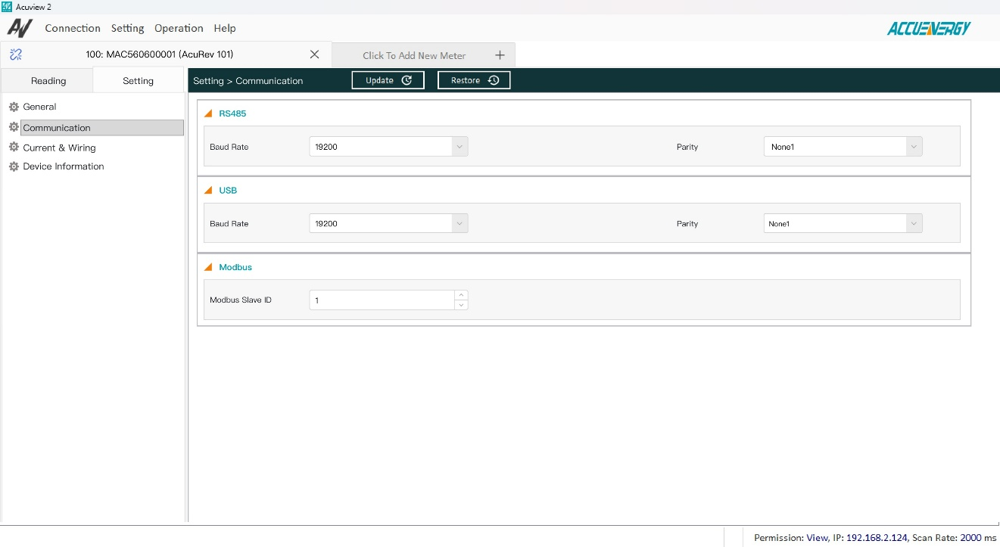 Acuview 2
Connection Setting Operation Help
ACCUENERGY
100: MAC560600001 (AcuRev 101)
Click To Add New Meter
Reading Setting
Setting > Communication Update Restore
General
Communication
Current & Wiring
Device Information
RS485
Baud Rate 19200 Parity None1
USB
Baud Rate 19200 Parity None1
Modbus
Modbus Slave ID 1
Permission: View, IP: 192.168.2.124, Scan Rate: 2000 ms